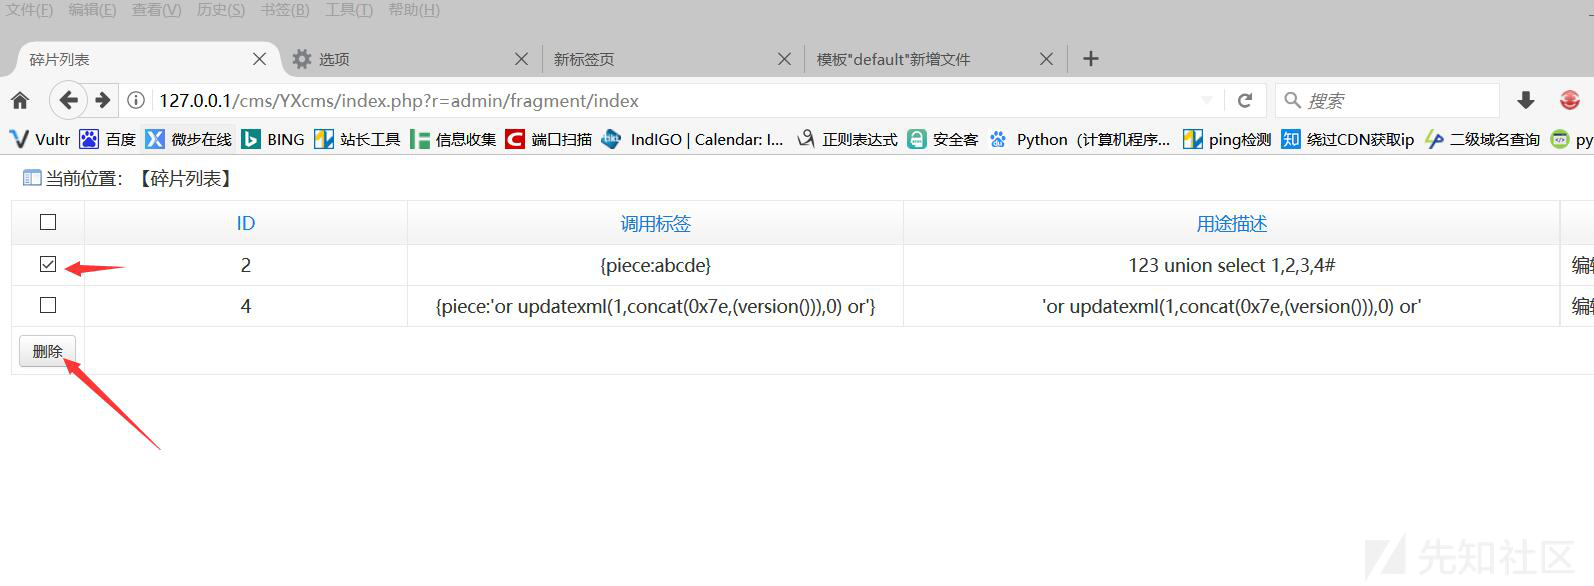 文件(F) 编辑(E) 查看(V) 历史(S) 书签(B) 工具(T) 帮助(H)
碎片列表 选项 新标签页 模板"default"新增文件
127.0.0.1/cms/YXcms/index.php?r=admin/fragment/index 搜索
Vultr 百度 微步在线 BING 站长工具 信息收集 端口扫描 IndIGO | Calendar: I... 正则表达式 安全客 Python（计算机程序... ping检测 知 绕过CDN获取ip 二级域名查询 py
当前位置：【碎片列表】
ID 调用标签 用途描述
2 {piece:abcde} 123 union select 1,2,3,4#
4 {piece:'or updatexml(1,concat(0x7e,(version())),0) or'} 'or updatexml(1,concat(0x7e,(version())),0) or'
删除
先知社区